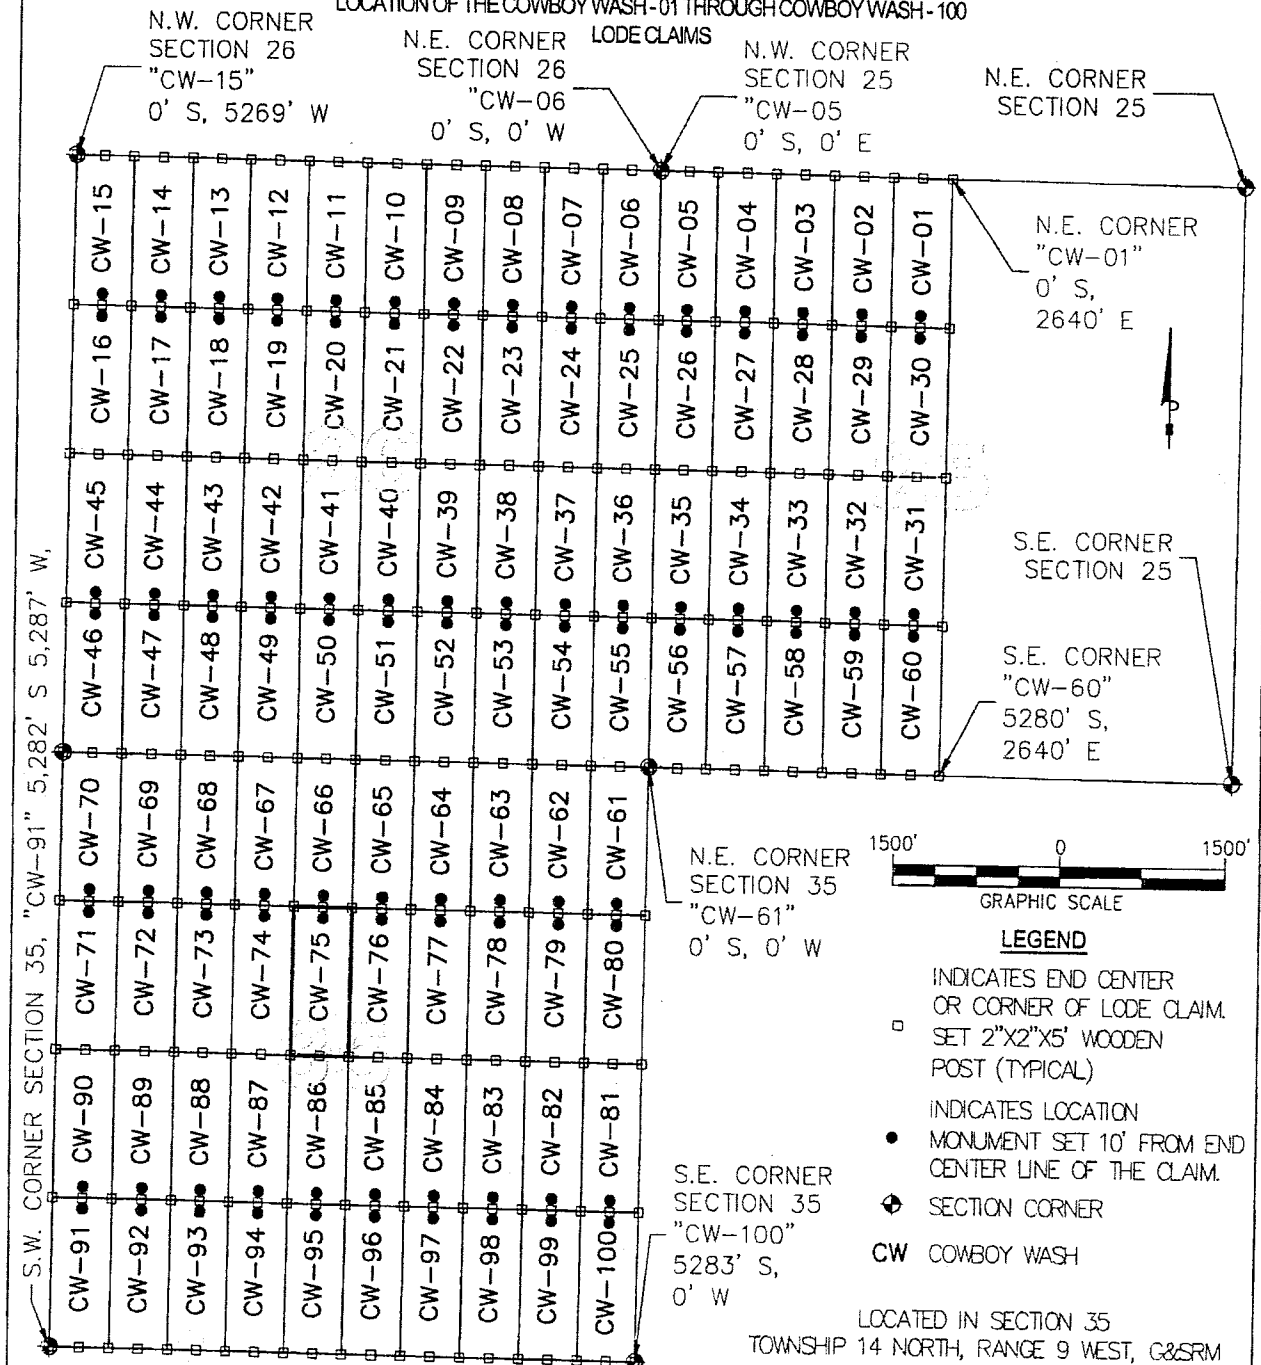 LOCATION OF THE COWBOY WASH - 01 THROUGH COWBOY WASH - 100
LODE CLAIMS
N.W. CORNER
SECTION 26
"CW-15"
0' S, 5269' W
N.E. CORNER
SECTION 26
"CW-06
0' S, 0' W
N.W. CORNER
SECTION 25
"CW-05
0' S, 0' E
N.E. CORNER
SECTION 25
CW-15 CW-14 CW-13 CW-12 CW-11 CW-10 CW-09 CW-08 CW-07 CW-06 CW-05 CW-04 CW-03 CW-02 CW-01
N.E. CORNER
"CW-01"
0' S,
2640' E
CW-16 CW-17 CW-18 CW-19 CW-20 CW-21 CW-22 CW-23 CW-24 CW-25 CW-26 CW-27 CW-28 CW-29 CW-30
CW-45 CW-44 CW-43 CW-42 CW-41 CW-40 CW-39 CW-38 CW-37 CW-36 CW-35 CW-34 CW-33 CW-32 CW-31
S.E. CORNER
SECTION 25
CW-46 CW-47 CW-48 CW-49 CW-50 CW-51 CW-52 CW-53 CW-54 CW-55 CW-56 CW-57 CW-58 CW-59 CW-60
S.E. CORNER
"CW-60"
5280' S,
2640' E
CW-70 CW-69 CW-68 CW-67 CW-66 CW-65 CW-64 CW-63 CW-62 CW-61
N.E. CORNER
SECTION 35
"CW-61"
0' S, 0' W
CW-71 CW-72 CW-73 CW-74 CW-75 CW-76 CW-77 CW-78 CW-79 CW-80
CW-90 CW-89 CW-88 CW-87 CW-86 CW-85 CW-84 CW-83 CW-82 CW-81
CW-91 CW-92 CW-93 CW-94 CW-95 CW-96 CW-97 CW-98 CW-99 CW-100
S.E. CORNER
SECTION 35
"CW-100"
5283' S,
0' W
S.W. CORNER SECTION 35, "CW-91" 5,282' S 5,287' W,
1500' 0 1500'
GRAPHIC SCALE
LEGEND
INDICATES END CENTER
OR CORNER OF LODE CLAIM.
SET 2"X2"X5' WOODEN
POST (TYPICAL)
INDICATES LOCATION
MONUMENT SET 10' FROM END
CENTER LINE OF THE CLAIM.
SECTION CORNER
CW COWBOY WASH
LOCATED IN SECTION 35
TOWNSHIP 14 NORTH, RANGE 9 WEST, G&SRM